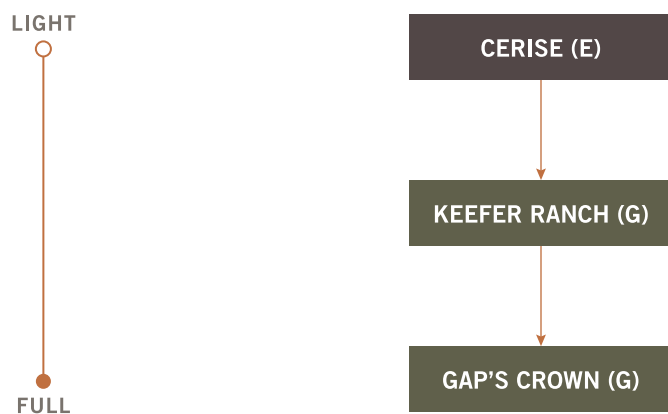 LIGHT
CERISE (E)
KEEFER RANCH (G)
GAP’S CROWN (G)
FULL